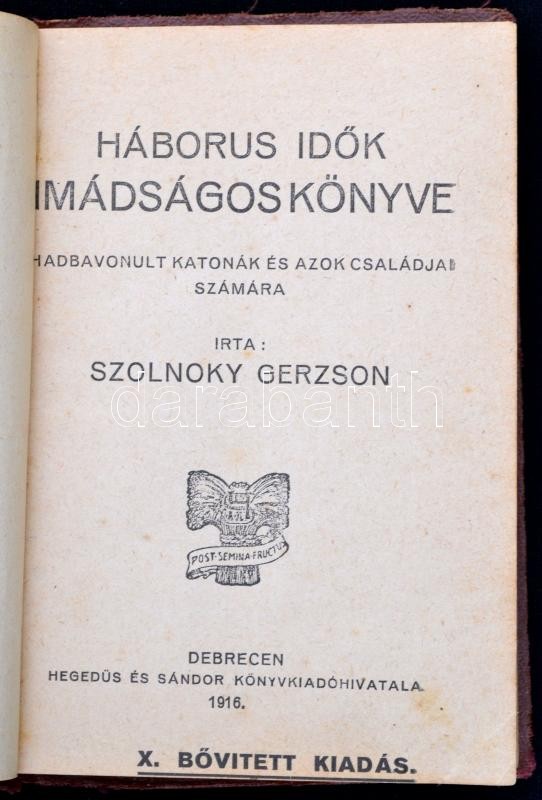 HÁBORUS IDŐK
IMÁDSÁGOSKÖNYVE
HADBAVONULT KATONÁK ÉS AZOK CSALÁDJAI
SZÁMÁRA
IRTA:
SZOLNOKY GERZSON
darabanth
POST-SEMINA-FRUCTUS
DEBRECEN
HEGEDÜS ÉS SÁNDOR KÖNYVKIADÓHIVATALA
1916.
X. BŐVITETT KIADÁS.